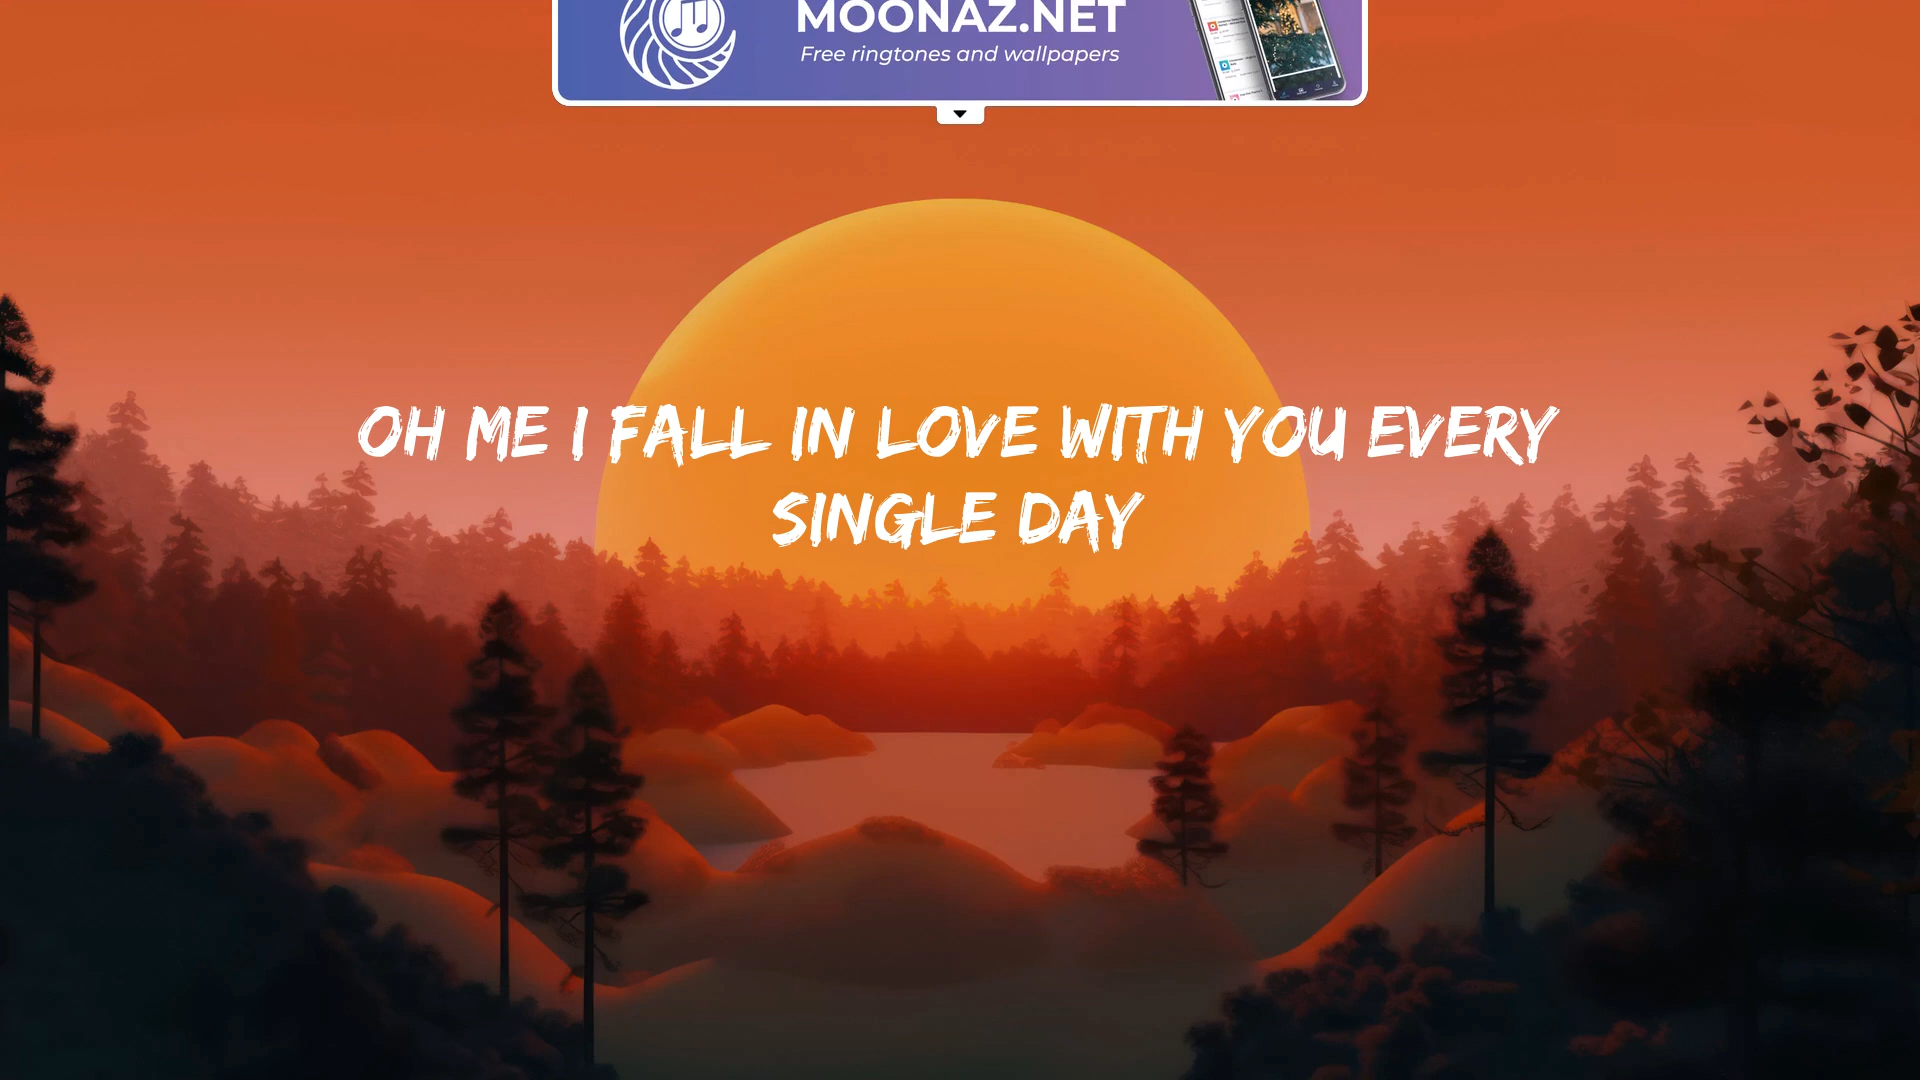 MOONAZ.NET
Free ringtones and wallpapers
OH ME I FALL IN LOVE WITH YOU EVERY
SINGLE DAY